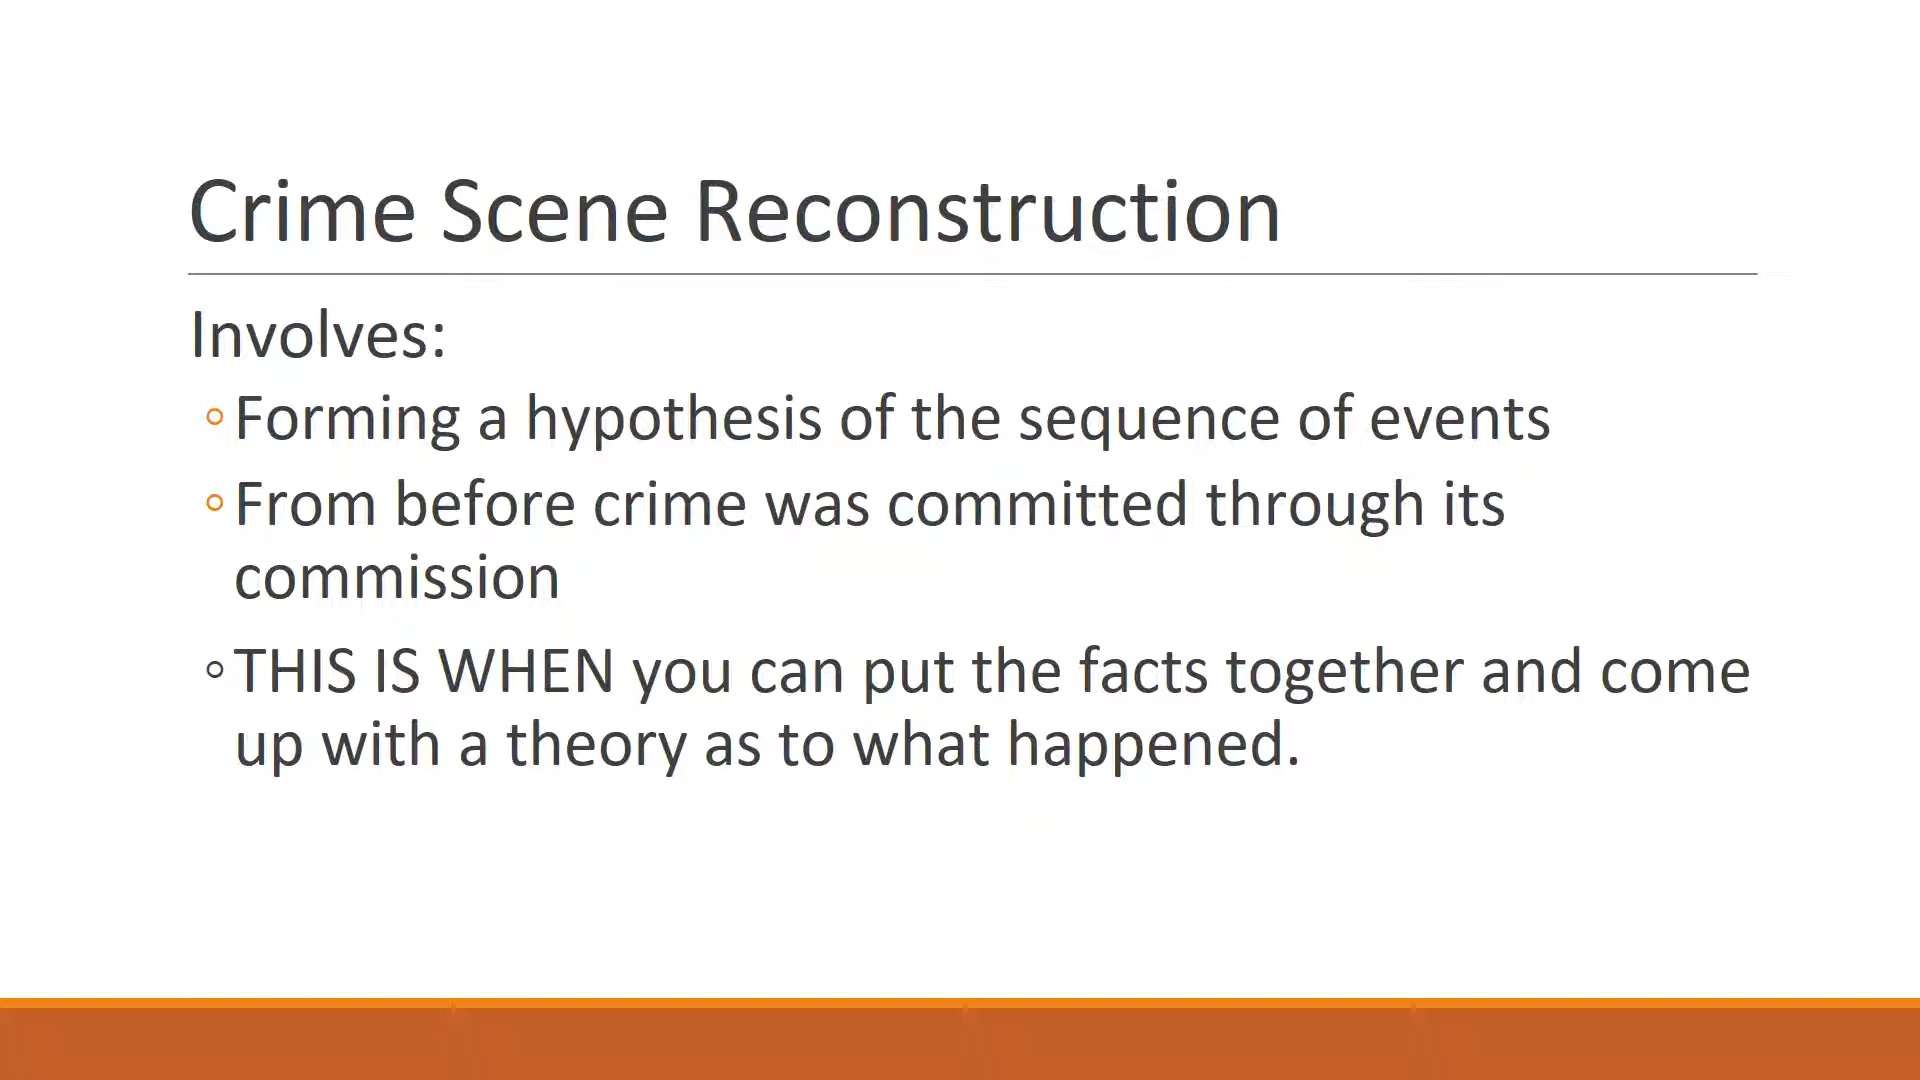 Crime Scene Reconstruction
Involves:
◦Forming a hypothesis of the sequence of events
◦From before crime was committed through its
commission
◦THIS IS WHEN you can put the facts together and come
up with a theory as to what happened.